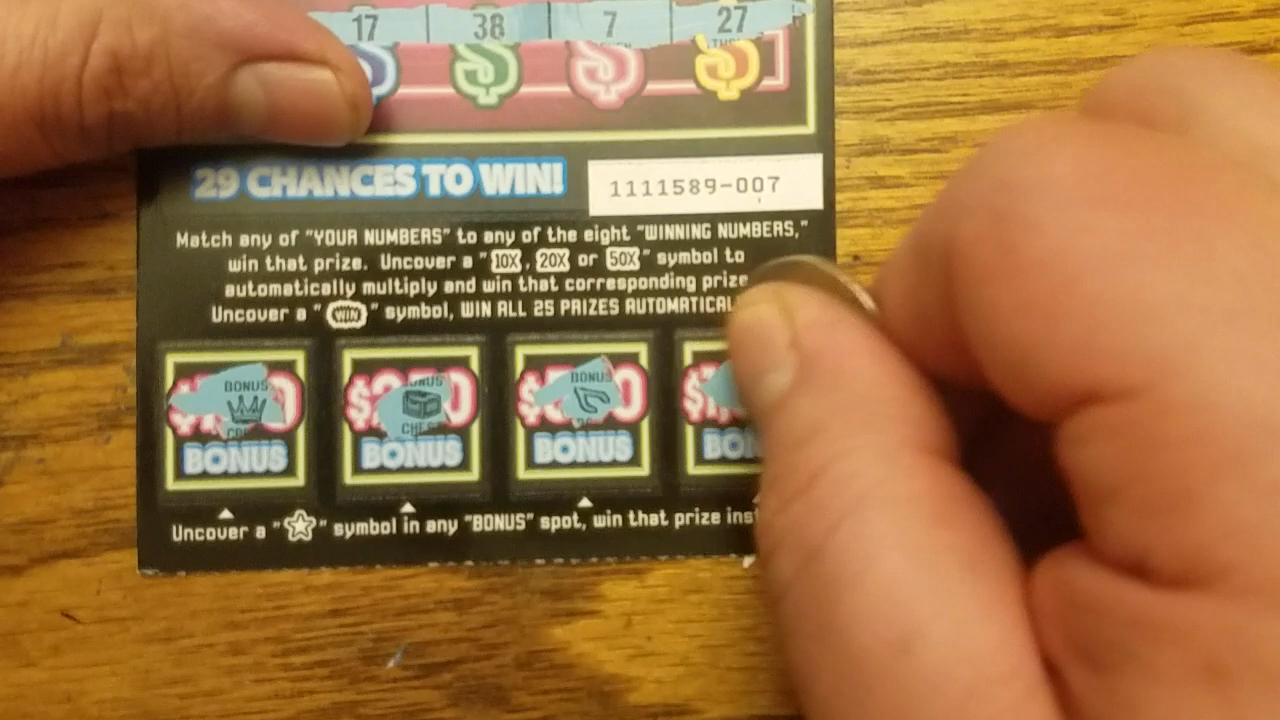 17 38 7 27
29 CHANCES TO WIN!
1111589-007
Match any of "YOUR NUMBERS" to any of the eight "WINNING NUMBERS,"
win that prize. Uncover a "10X, 20X or 50X" symbol to
automatically multiply and win that corresponding prize
Uncover a "WIN" symbol, WIN ALL 25 PRIZES
BONUS BONUS BONUS
BONUS BONUS BONUS
Uncover a "☆" symbol in any "BONUS" spot, win that prize